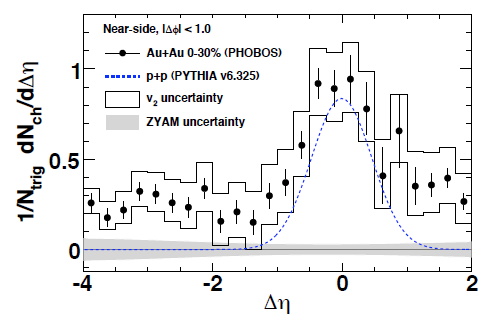 Near-side, |Δϕ| < 1.0
Au+Au 0-30% (PHOBOS)
p+p (PYTHIA v6.325)
v2 uncertainty
ZYAM uncertainty
1/Ntrig dNch/dΔη
1
0.5
0
-4
-2
0
2
Δη